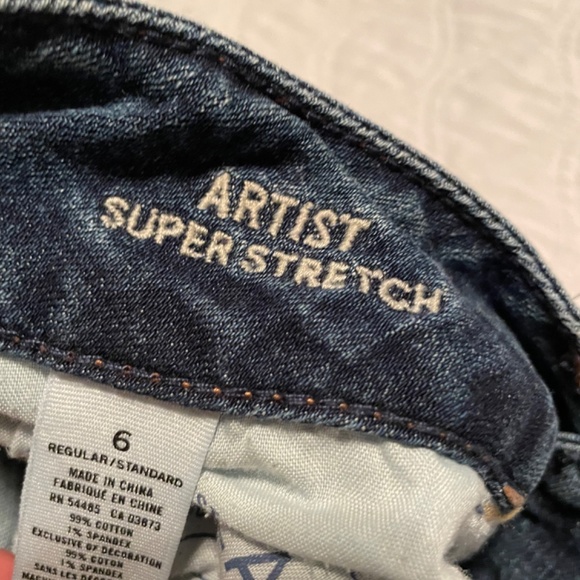 ARTIST
SUPER STRETCH
6
REGULAR/STANDARD
MADE IN CHINA
FABRIQUÉ EN CHINE
RN 54485 CA 03873
99% COTTON
1% SPANDEX
EXCLUSIVE OF DECORATION
99% COTON
1% SPANDEX
SANS LES DECOR